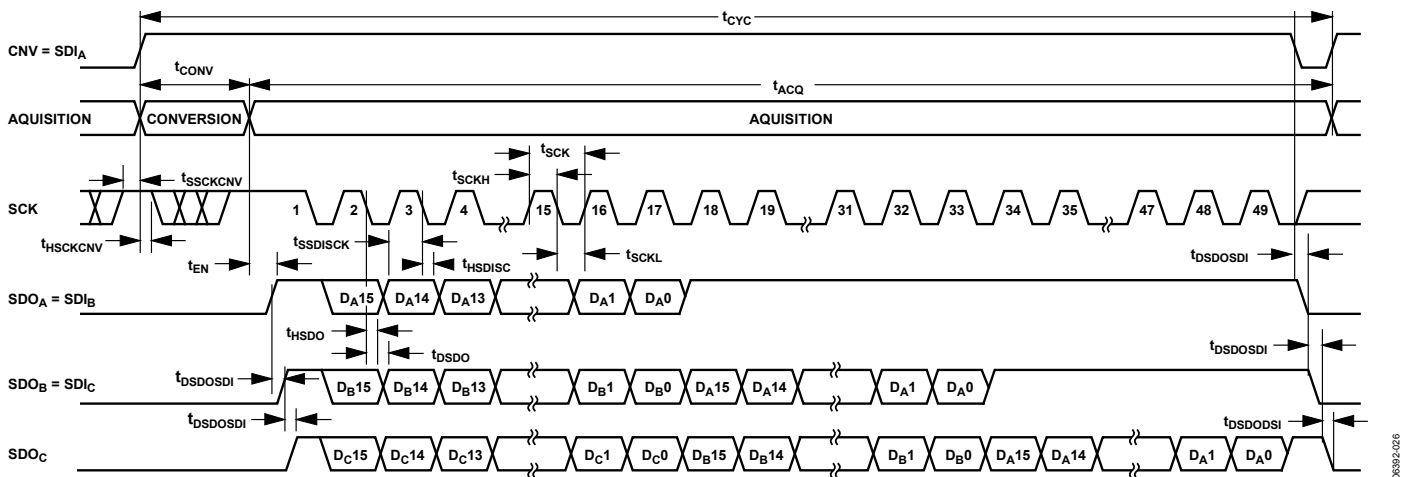 tCYC
CNV = SDIA
tCONV
tACQ
AQUISITION CONVERSION AQUISITION
tSCK
tSSCKCNV
tSCKH
SCK 1 2 3 4 15 16 17 18 19 31 32 33 34 35 47 48 49
tHSCKCNV
tSSDISCK
tSCKL
tDSDOSDI
tEN
tHSDISC
SDOA = SDIB DA15 DA14 DA13 DA1 DA0
tHSDO
tDSDO
tDSDOSDI
tDSDOSDI
SDOB = SDIC DB15 DB14 DB13 DB1 DB0 DA15 DA14 DA1 DA0
tDSDOSDI
tDSDODSI
SDOC DC15 DC14 DC13 DC1 DC0 DB15 DB14 DB1 DB0 DA15 DA14 DA1 DA0
06392-026